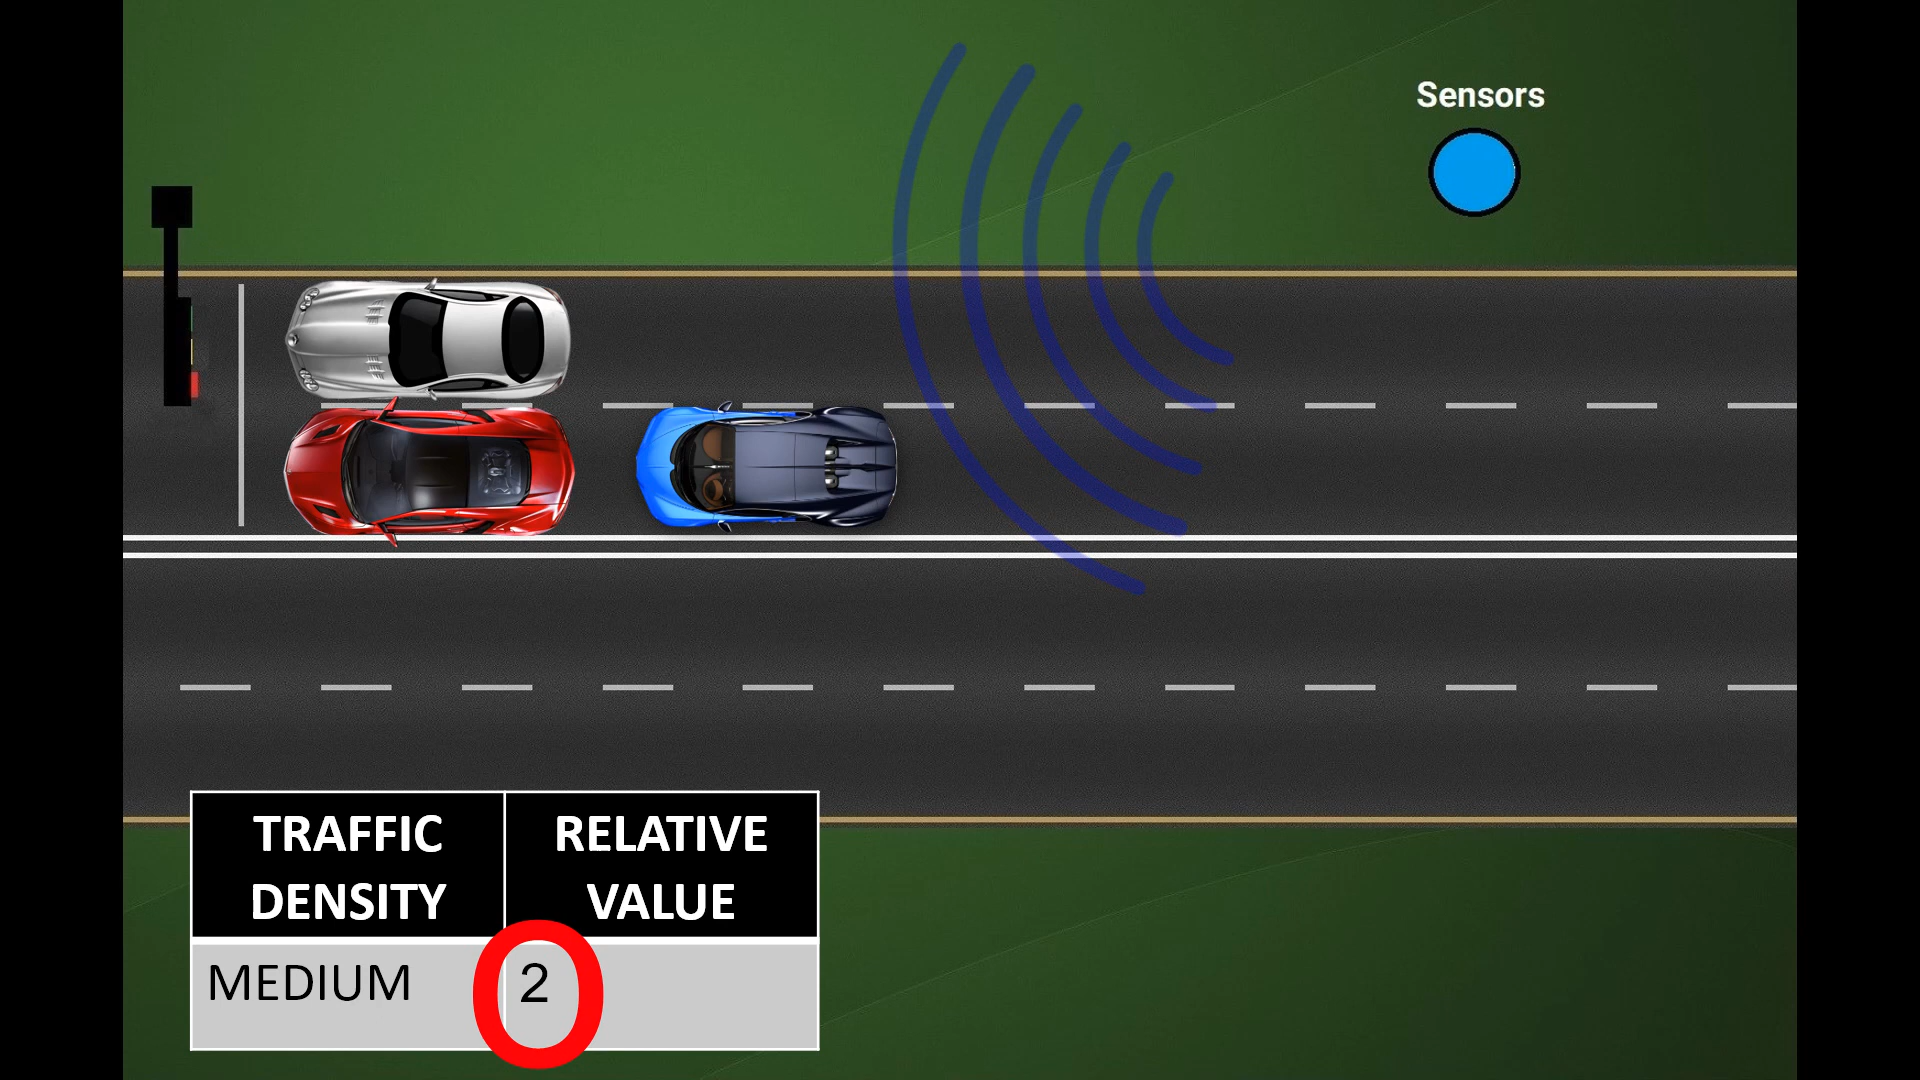 Sensors
TRAFFIC DENSITY
RELATIVE VALUE
MEDIUM
2